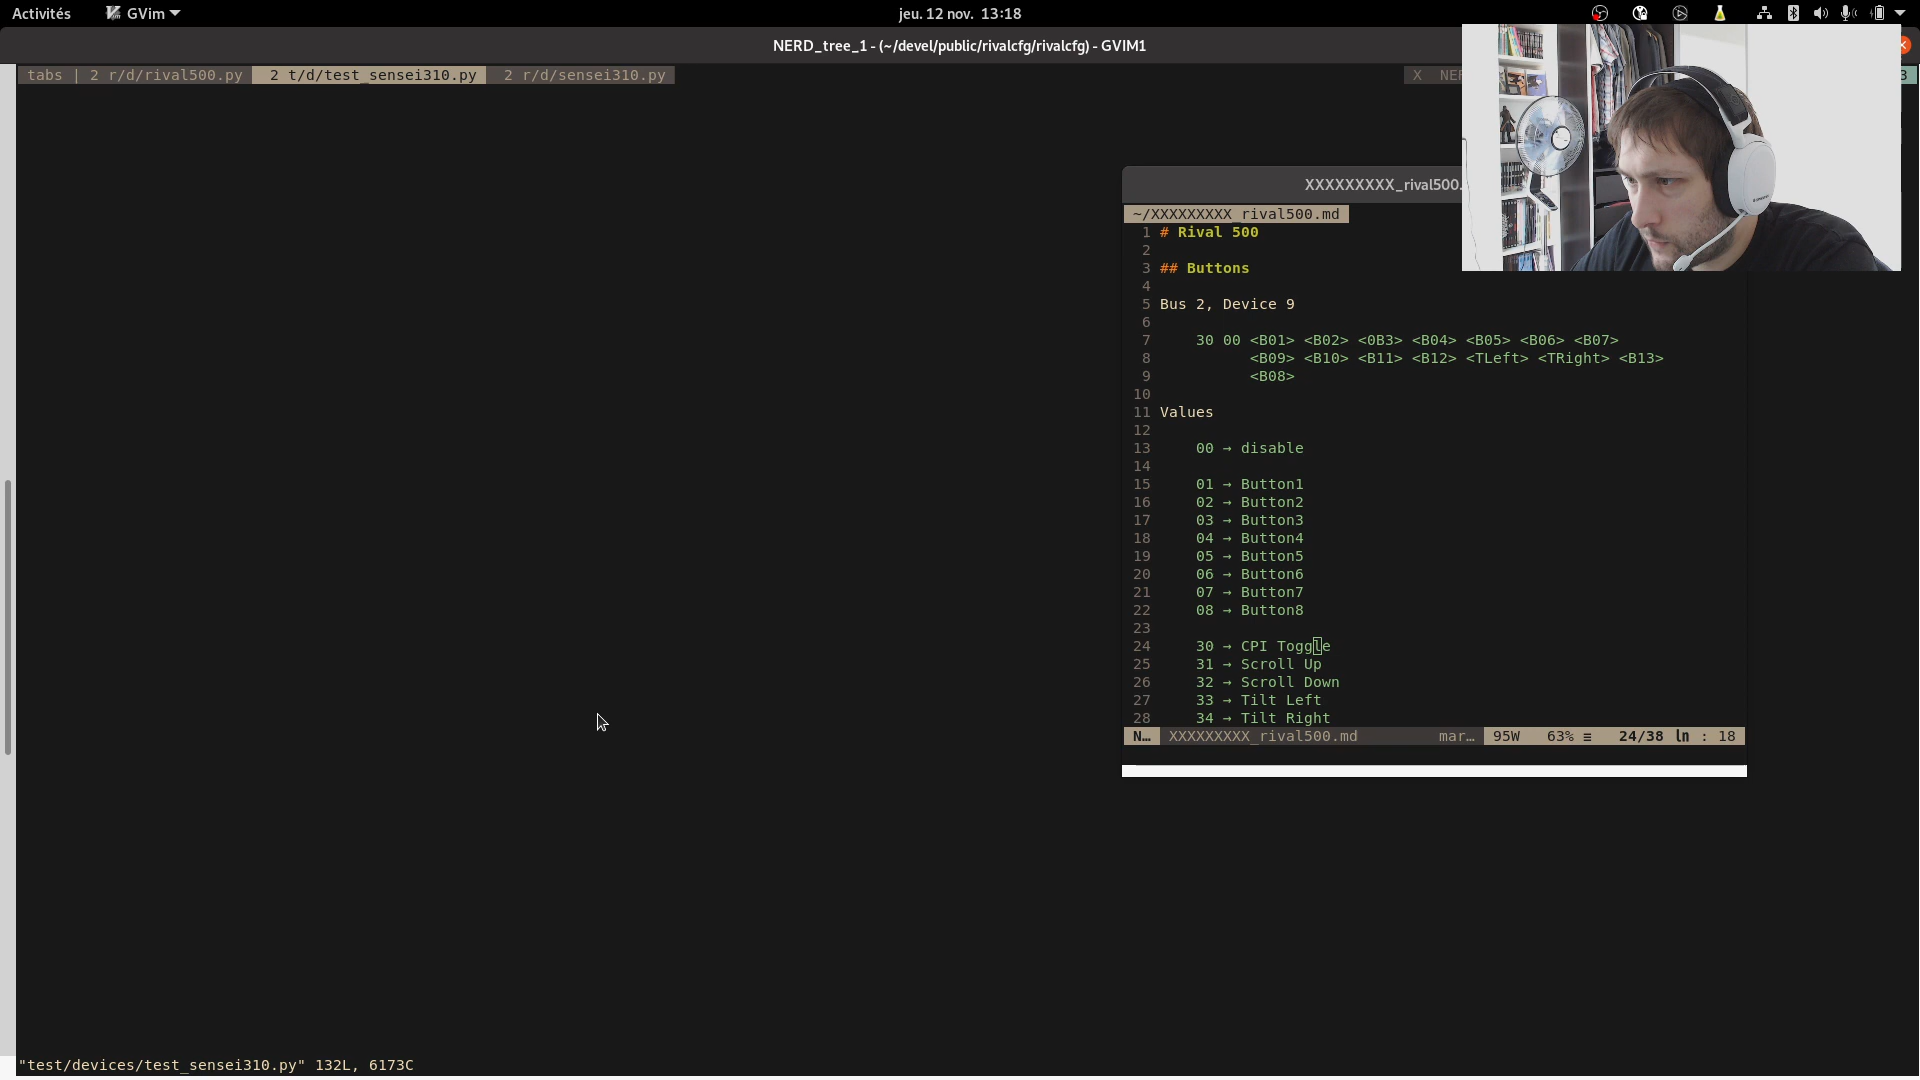 Activités GVim jeu. 12 nov. 13:18
NERD_tree_1 - (~/devel/public/rivalcfg/rivalcfg) - GVIM1
tabs | 2 r/d/rival500.py 2 t/d/test_sensei310.py 2 r/d/sensei310.py X NE 3
XXXXXXXXX_rival500.
~/XXXXXXXXX_rival500.md
1 # Rival 500
2
3 ## Buttons
4
5 Bus 2, Device 9
6
7 30 00 <B01> <B02> <0B3> <B04> <B05> <B06> <B07>
8 <B09> <B10> <B11> <B12> <TLeft> <TRight> <B13>
9 <B08>
10
11 Values
12
13 00 → disable
14
15 01 → Button1
16 02 → Button2
17 03 → Button3
18 04 → Button4
19 05 → Button5
20 06 → Button6
21 07 → Button7
22 08 → Button8
23
24 30 → CPI Toggle
25 31 → Scroll Up
26 32 → Scroll Down
27 33 → Tilt Left
28 34 → Tilt Right
N… XXXXXXXXX_rival500.md mar… 95W 63% ≡ 24/38 ln : 18
"test/devices/test_sensei310.py" 132L, 6173C